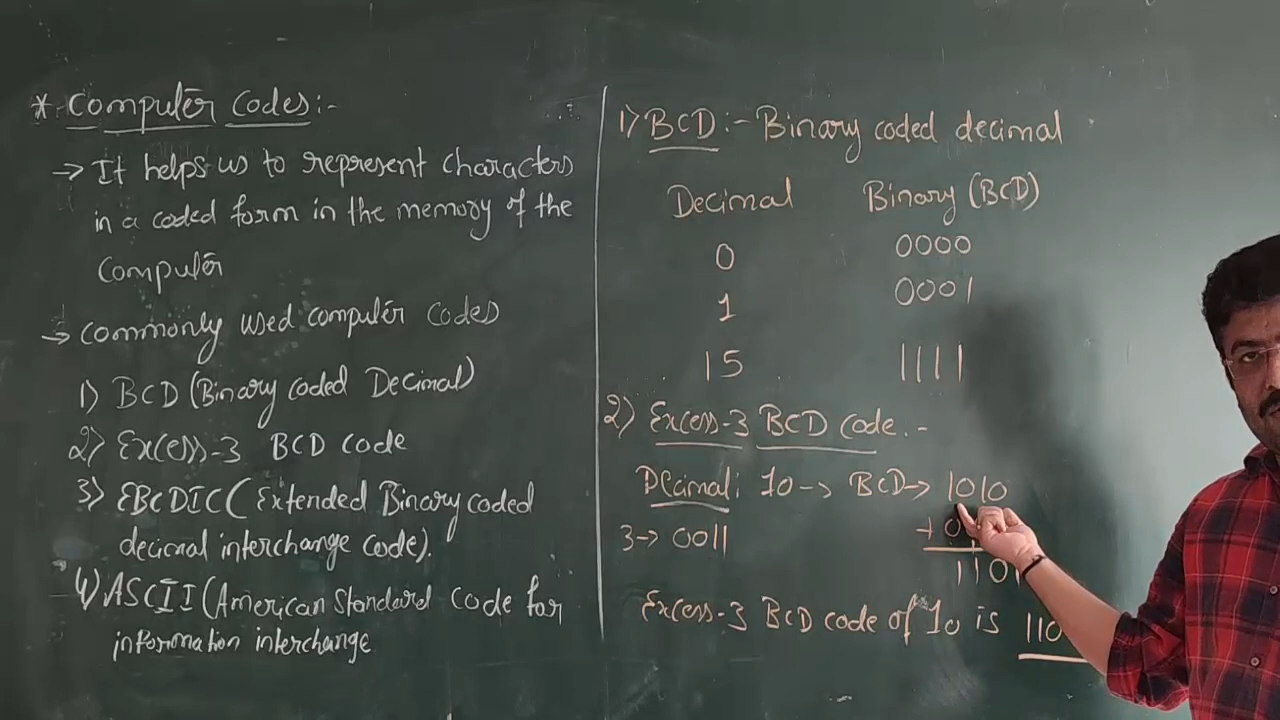 * Computer Codes:-
→ It helps us to represent characters
in a coded form in the memory of the
Computer
→ Commonly used computer codes
1) BCD (Binary coded Decimal)
2) Excess-3 BCD code
3) EBCDIC (Extended Binary coded
decimal interchange code).
4) ASCII (American Standard Code for
information interchange
1) BCD :- Binary coded decimal
Decimal Binary (BCD)
0 0000
1 0001
15 1111
2) Excess-3 BCD code.-
Decimal: 10 → BCD → 1010
3 → 0011 + 0
1101
Excess-3 BCD code of 10 is 110